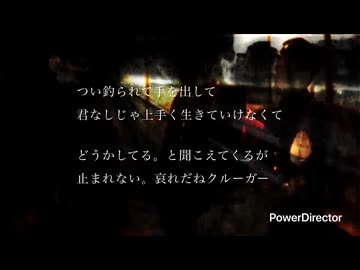 つい釣られて手を出して
君なしじゃ上手く生きていけなくて
どうかしてる。と聞こえてくるが
止まれない。哀れだねクルーガー
PowerDirector